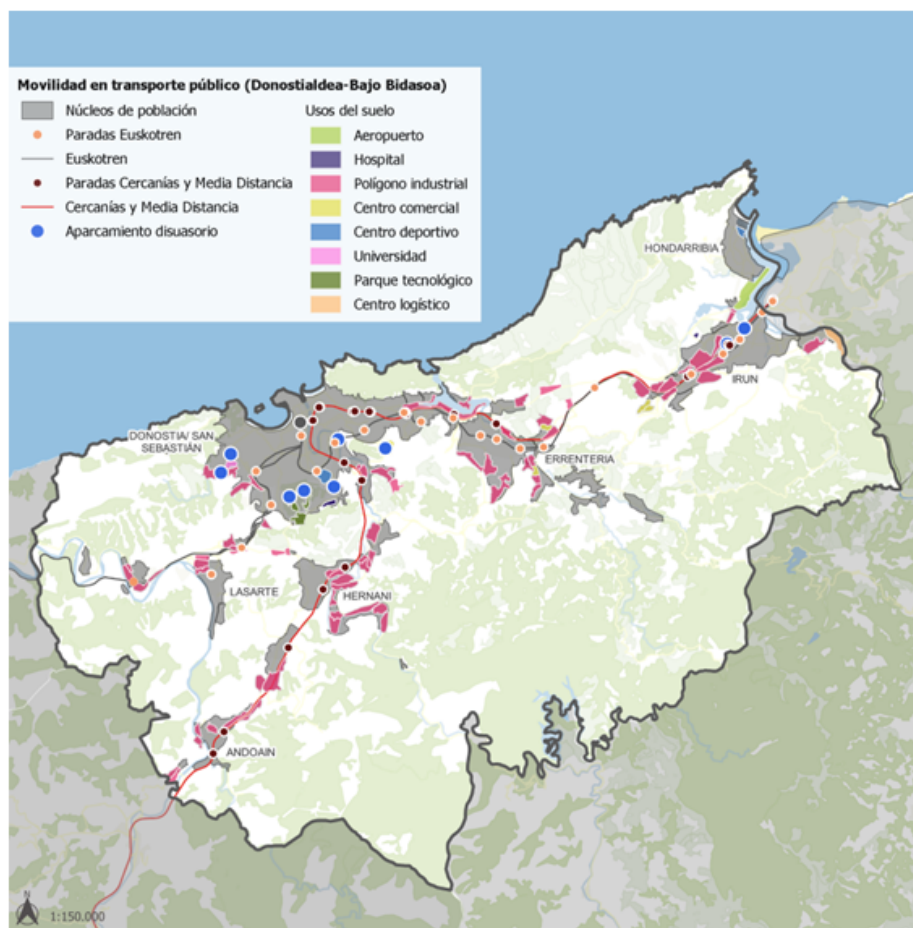 Movilidad en transporte público (Donostialdea-Bajo Bidasoa)
Núcleos de población
Paradas Euskotren
Euskotren
Paradas Cercanías y Media Distancia
Cercanías y Media Distancia
Aparcamiento disuasorio
Usos del suelo
Aeropuerto
Hospital
Polígono industrial
Centro comercial
Centro deportivo
Universidad
Parque tecnológico
Centro logístico
HONDARRIBIA
IRUN
DONOSTIA/ SAN
SEBASTIÁN
ERRENTERIA
LASARTE
HERNANI
ANDOAIN
N
1:150.000